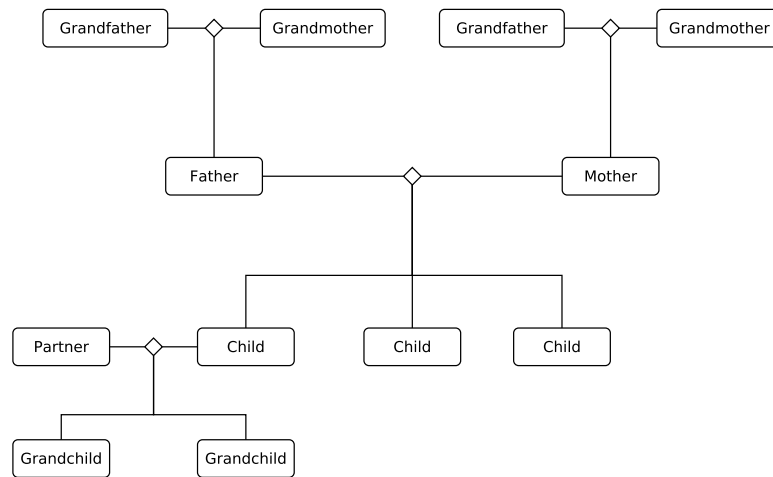 Grandfather
Grandmother
Grandfather
Grandmother
Father
Mother
Partner
Child
Child
Child
Grandchild
Grandchild